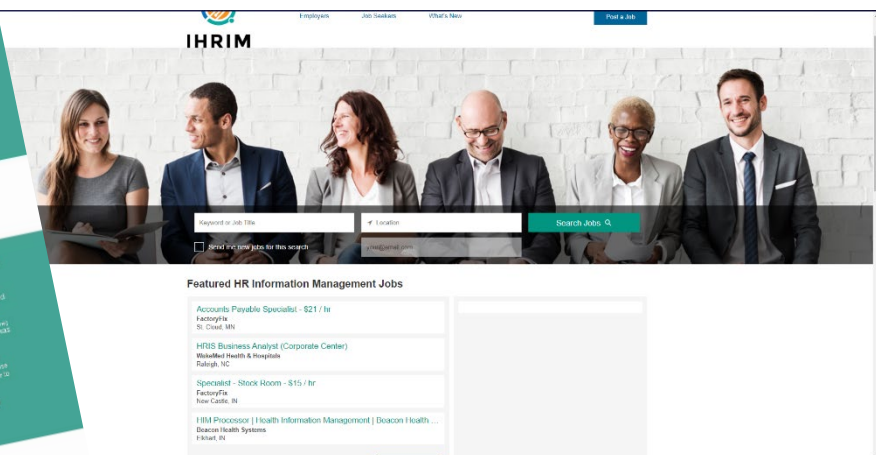 Employers Job Seekers What's New Post a Job
IHRIM
Keyword or Job Title
Location
Search Jobs
Send me new jobs for this search
you@email.com
Featured HR Information Management Jobs
Accounts Payable Specialist - $21 / hr
FactoryFix
St. Cloud, MN
HRIS Business Analyst (Corporate Center)
WakeMed Health & Hospitals
Raleigh, NC
Specialist - Stock Room - $15 / hr
FactoryFix
New Castle, IN
HIM Processor | Health Information Management | Beacon Health ...
Beacon Health Systems
Elkhart, IN